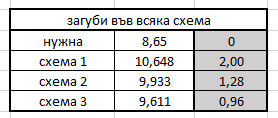 загуби във всяка схема
нужна 8,65 0
схема 1 10,648 2,00
схема 2 9,933 1,28
схема 3 9,611 0,96